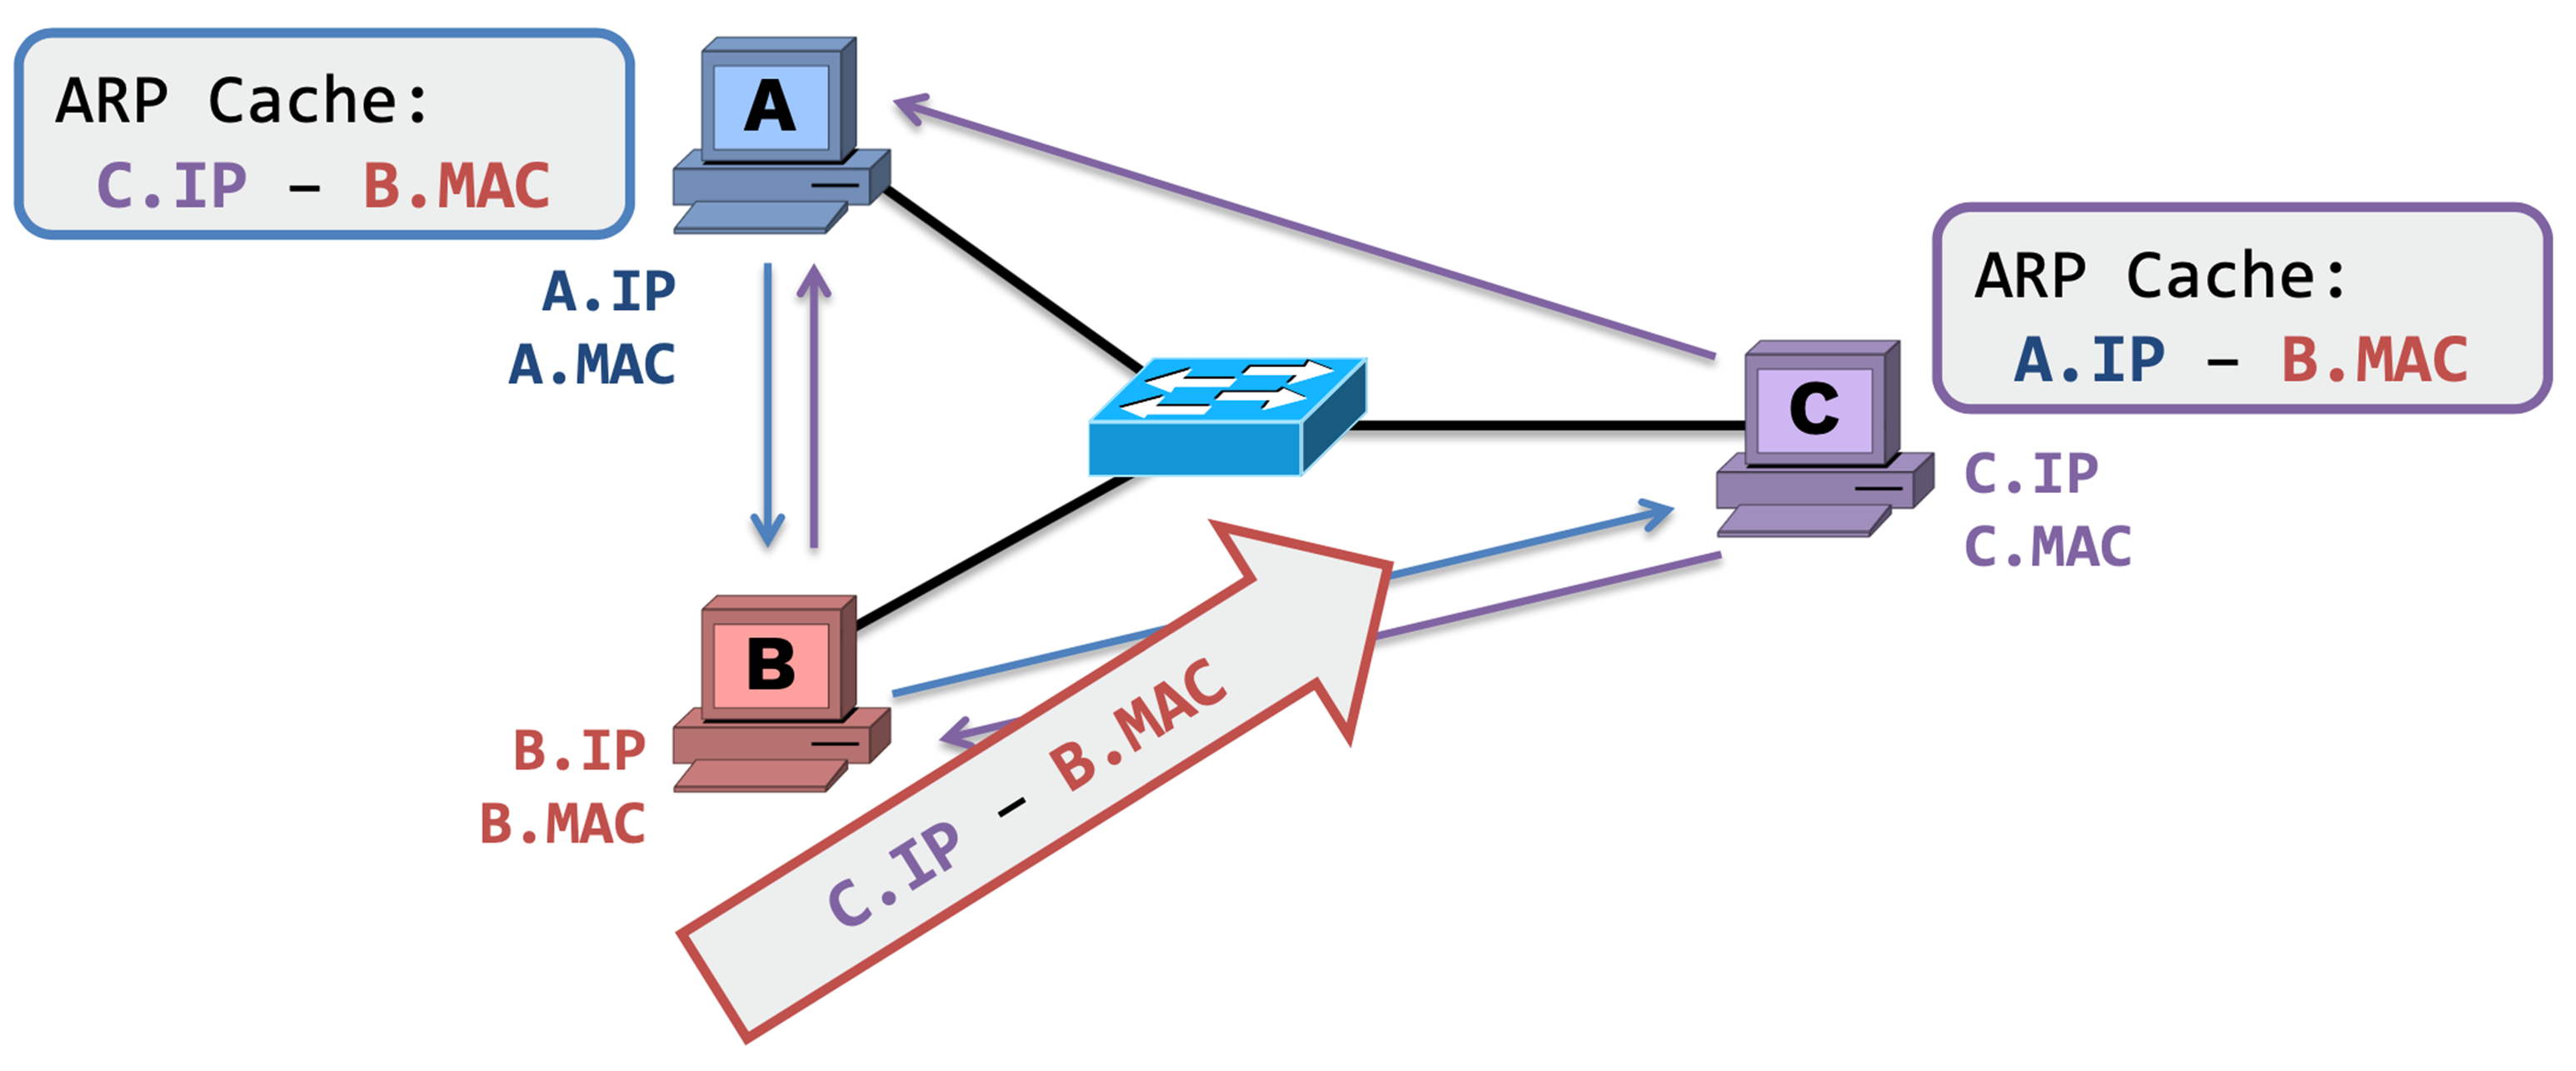 ARP Cache:
C.IP – B.MAC
A
A.IP
A.MAC
ARP Cache:
A.IP – B.MAC
C
C.IP
C.MAC
B
B.IP
B.MAC
C.IP – B.MAC